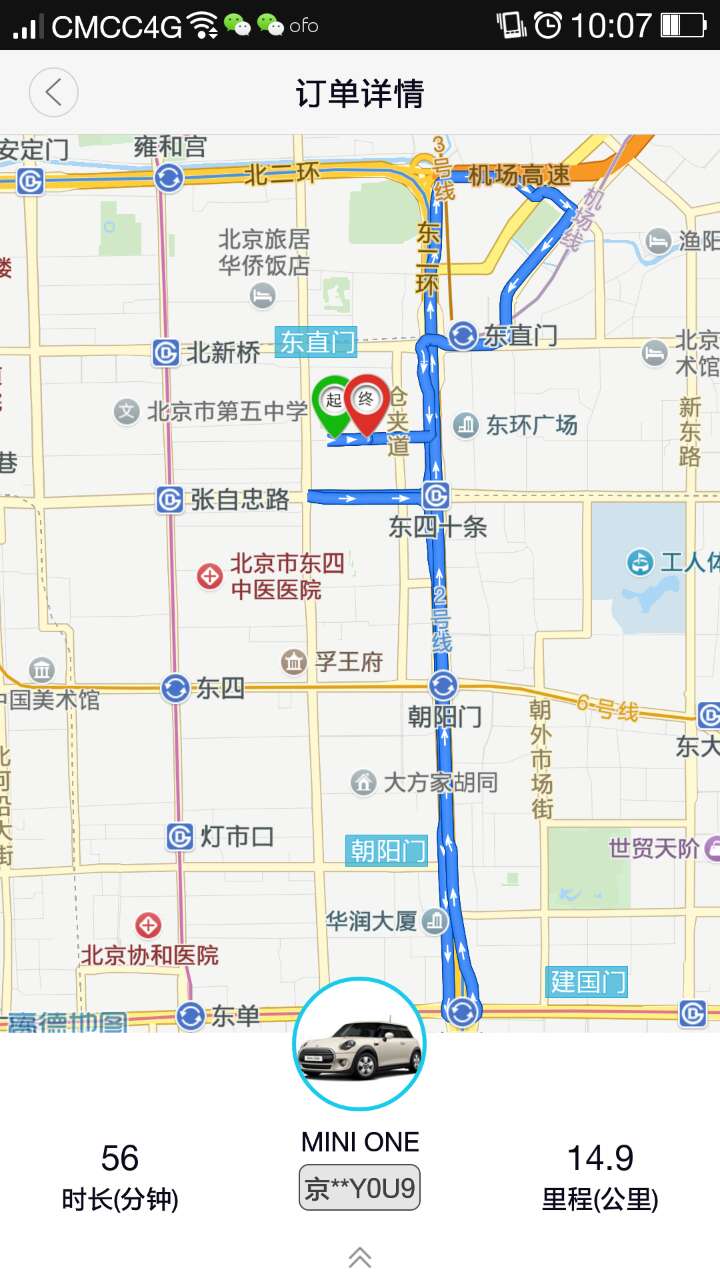 CMCC4G
ofo
10:07
订单详情
安定门
雍和宫
3号线
北二环
机场高速
机场线
北京旅居
华侨饭店
东二环
渔阳
北新桥
东直门
东直门
北京
术馆
起
终
仓夹道
北京市第五中学
东环广场
新东路
巷
张自忠路
东四十条
北京市东四
中医医院
工人体
2号线
孚王府
中国美术馆
东四
朝阳门
6号线
朝外市场街
东大
北河沿大街
大方家胡同
灯市口
朝阳门
世贸天阶
华润大厦
北京协和医院
建国门
高德地图
东单
MINI ONE
56
14.9
时长(分钟)
京**Y0U9
里程(公里)